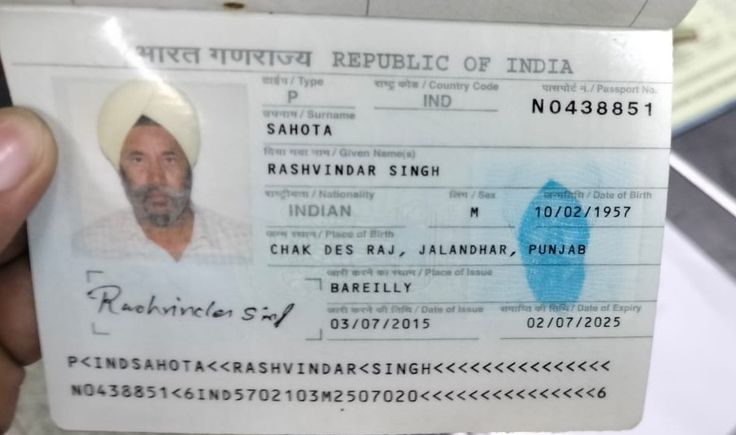 भारत गणराज्य REPUBLIC OF INDIA
टाईप / Type राष्ट्र कोड / Country Code पासपोर्ट नं. / Passport No.
P IND N0438851
उपनाम / Surname
SAHOTA
दिया गया नाम / Given Name(s)
RASHVINDAR SINGH
राष्ट्रीयता / Nationality लिंग / Sex जन्मतिथि / Date of Birth
INDIAN M 10/02/1957
जन्म स्थान / Place of Birth
CHAK DES RAJ, JALANDHAR, PUNJAB
जारी करने का स्थान / Place of Issue
BAREILLY
जारी करने की तिथि / Date of Issue समाप्ति की तिथि / Date of Expiry
03/07/2015 02/07/2025
Rashvinder Singh
P<INDSAHOTA<<RASHVINDAR<SINGH<<<<<<<<<<<<<<<
N0438851<6IND5702103M2507020<<<<<<<<<<<<<<<6